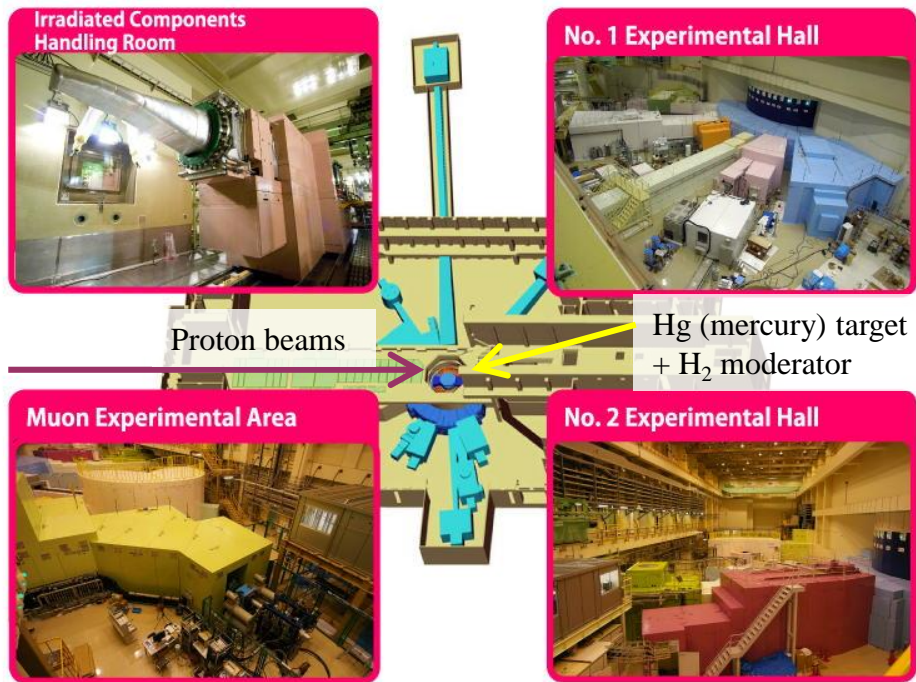 Irradiated Components
Handling Room
No. 1 Experimental Hall
Proton beams
Hg (mercury) target
+ H₂ moderator
Muon Experimental Area
No. 2 Experimental Hall